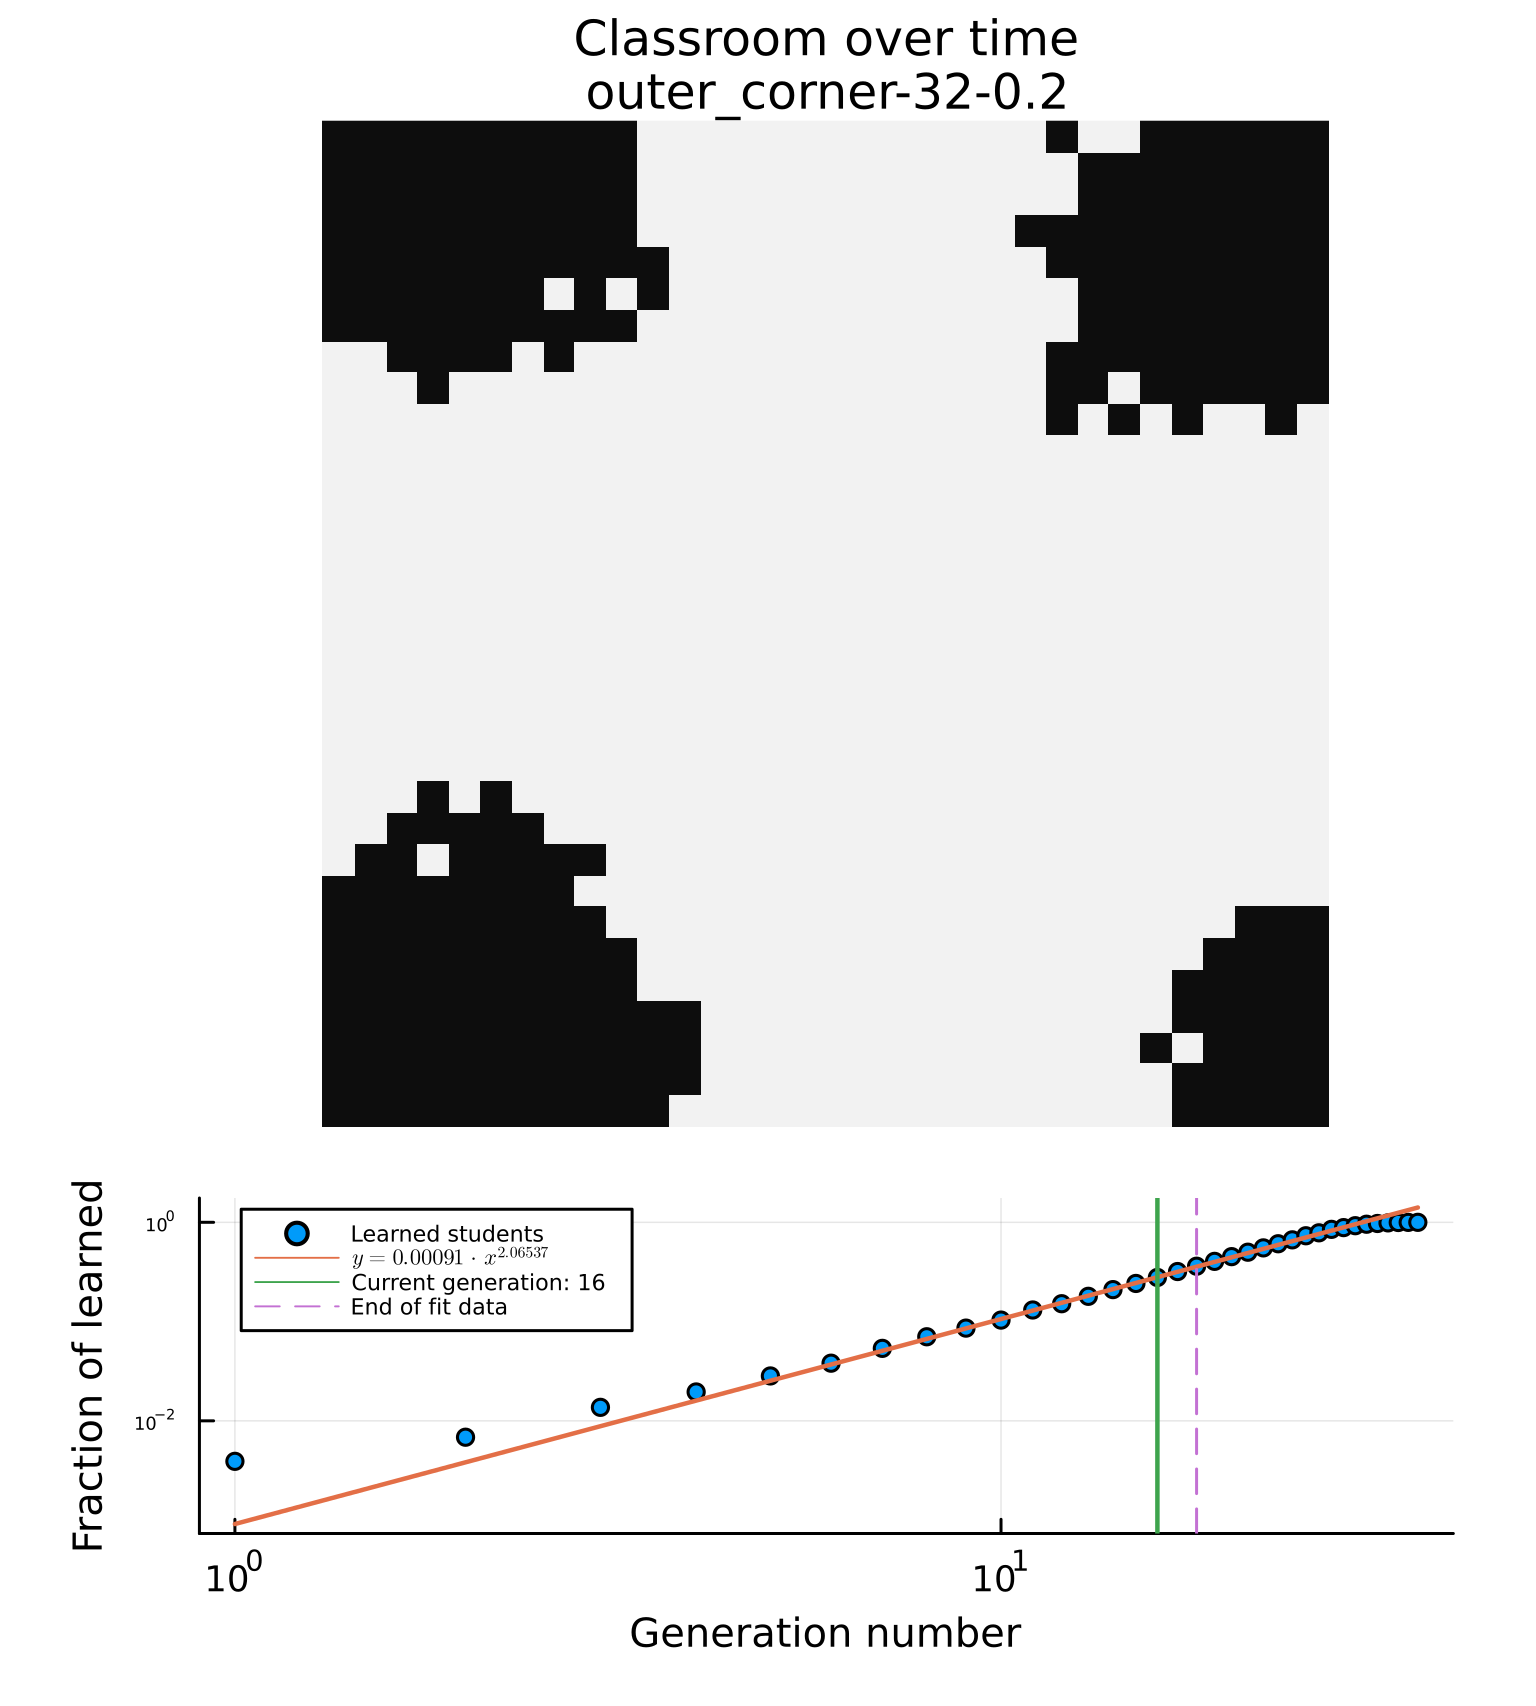 Classroom over time
outer_corner-32-0.2
Fraction of learned
10^0
10^-2
Learned students
y = 0.00091 · x^2.06537
Current generation: 16
End of fit data
10^0
10^1
Generation number